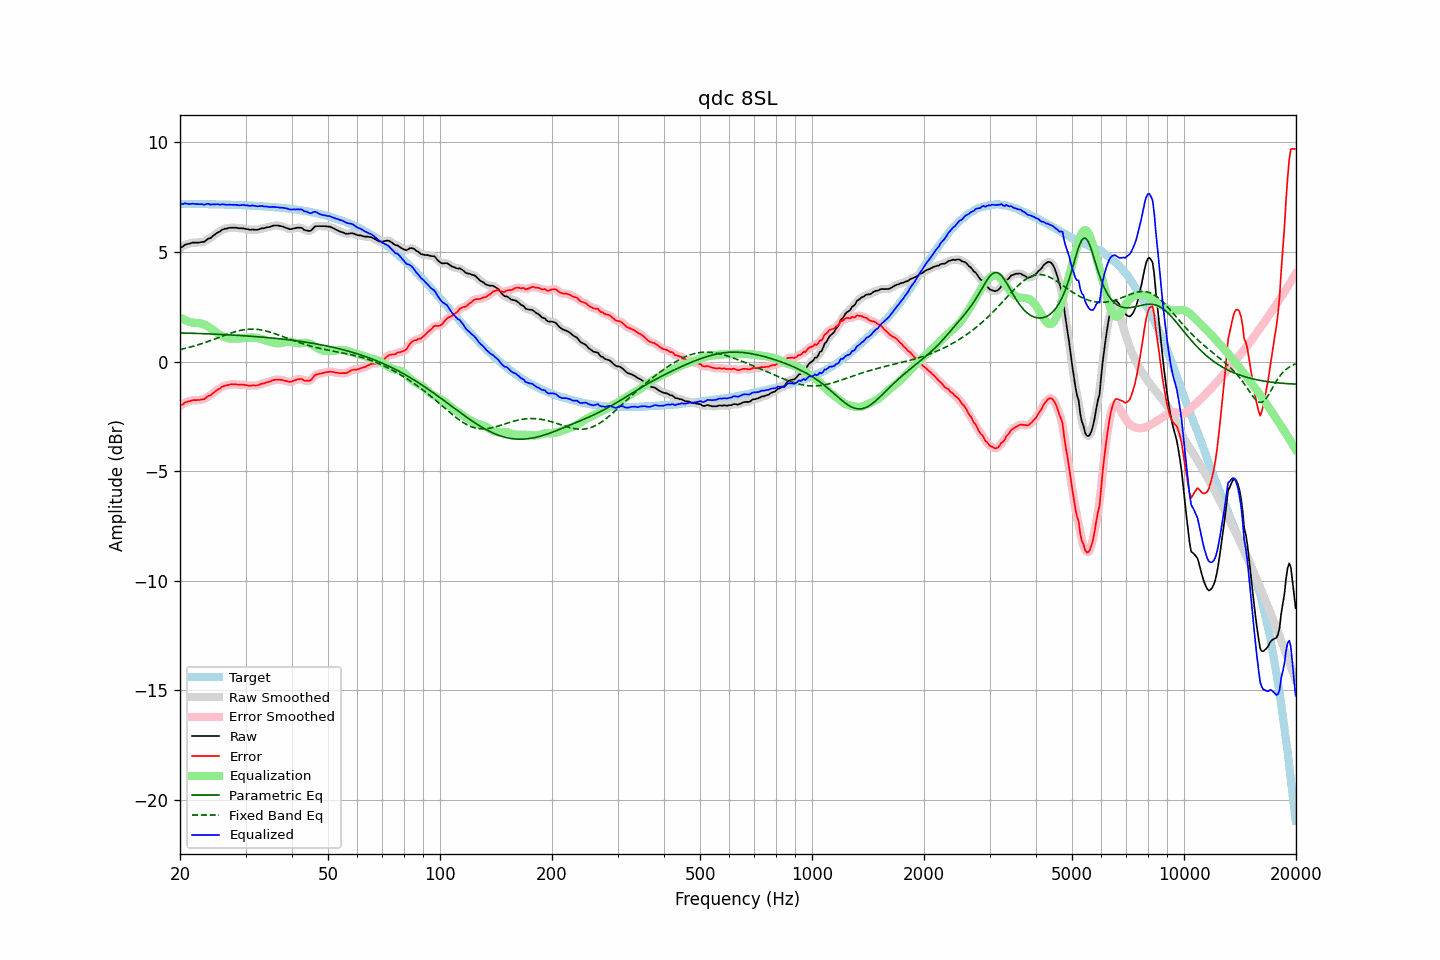 qdc 8SL
10
5
0
−5
−10
−15
−20
Amplitude (dBr)
Target
Raw Smoothed
Error Smoothed
Raw
Error
Equalization
Parametric Eq
Fixed Band Eq
Equalized
20 50 100 200 500 1000 2000 5000 10000 20000
Frequency (Hz)